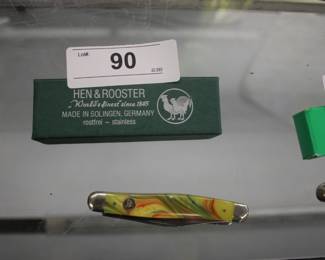 Lot#:
90
HEN & ROOSTER
"World's finest" since 1845
MADE IN SOLINGEN, GERMANY
rostfrei - stainless